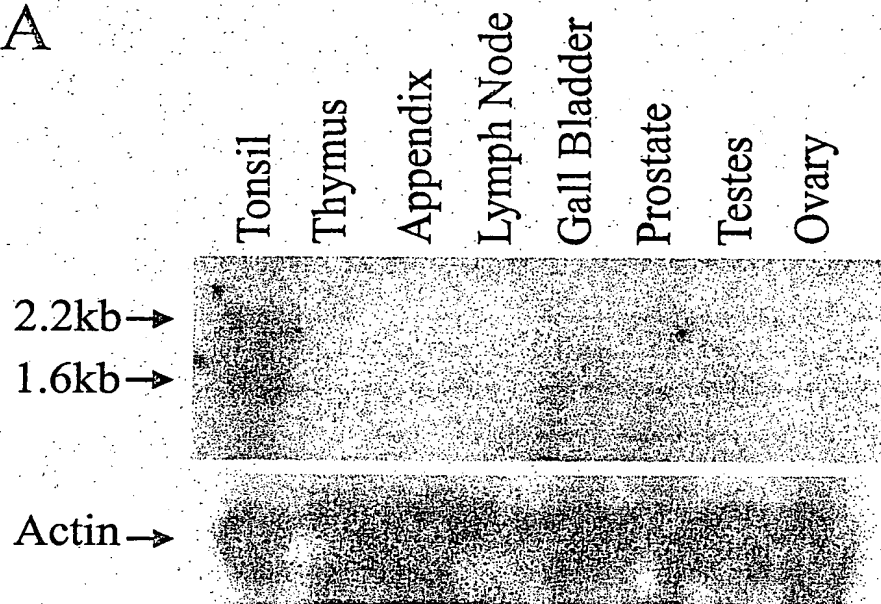 A
Tonsil
Thymus
Appendix
Lymph Node
Gall Bladder
Prostate
Testes
Ovary
2.2kb
1.6kb
Actin